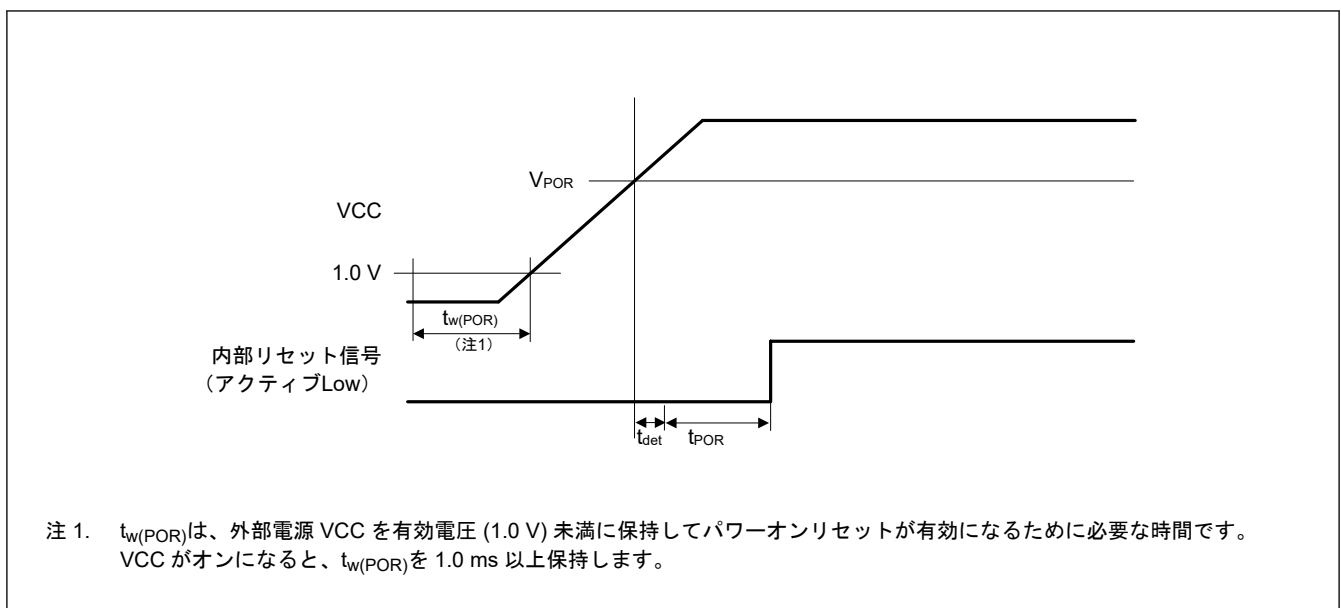 VPOR
VCC
1.0 V
tw(POR)
（注1）
内部リセット信号
（アクティブLow）
tdet
tPOR
注 1. tw(POR)は、外部電源 VCC を有効電圧 (1.0 V) 未満に保持してパワーオンリセットが有効になるために必要な時間です。
VCC がオンになると、tw(POR)を 1.0 ms 以上保持します。